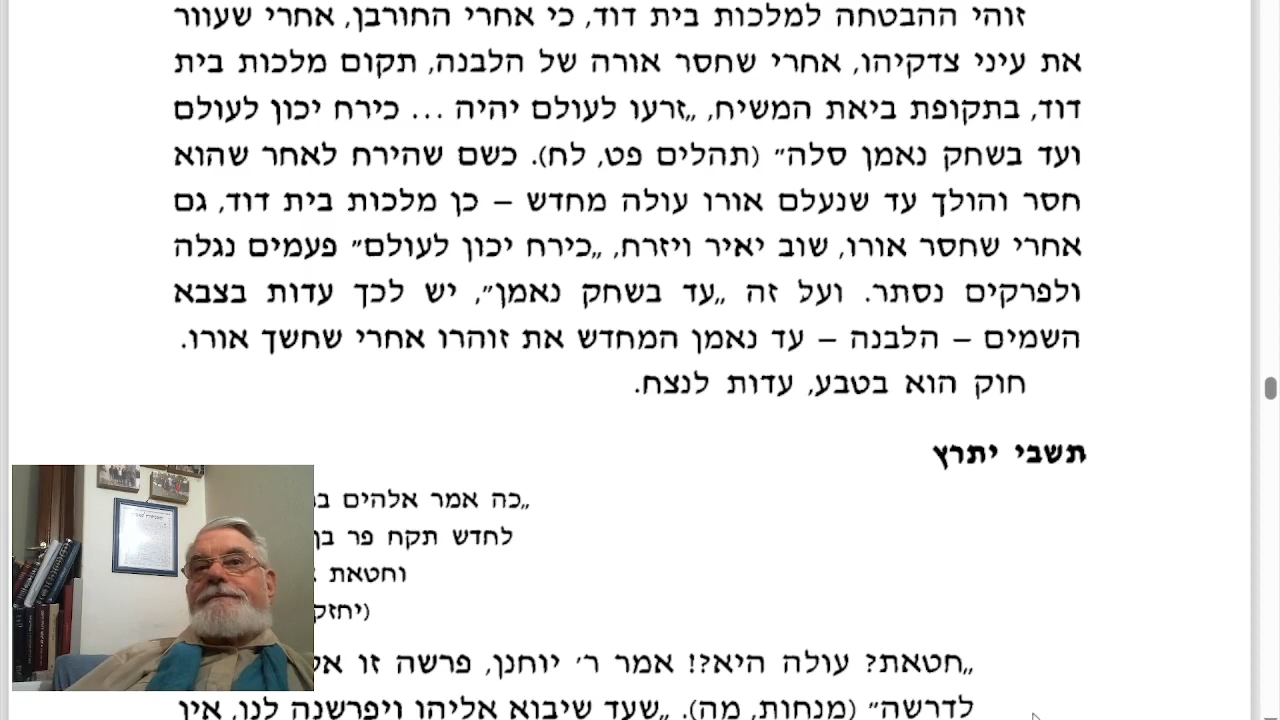 זוהי ההבטחה למלכות בית דוד, כי אחרי החורבן, אחרי שעוור
את עיני צדקיהו, אחרי שחסר אורה של הלבנה, תקום מלכות בית
דוד, בתקופת ביאת המשיח, „זרעו לעולם יהיה ... כירח יכון לעולם
ועד בשחק נאמן סלה״ (תהלים פט, לח). כשם שהירח לאחר שהוא
חסר והולך עד שנעלם אורו עולה מחדש – כן מלכות בית דוד, גם
אחרי שחסר אורו, שוב יאיר ויזרח, „כירח יכון לעולם״ פעמים נגלה
ולפרקים נסתר. ועל זה „עד בשחק נאמן״, יש לכך עדות בצבא
השמים – הלבנה – עד נאמן המחדש את זוהרו אחרי שחשך אורו.
חוק הוא בטבע, עדות לנצח.
תשבי יתרץ
„כה אמר אלהים
לחדש תקח פר בן
וחטאת
(יחזק
„חטאת? עולה היא?! אמר ר׳ יוחנן, פרשה זו
לדרשה״ (מנחות, מה). „שעד שיבוא אליהו ויפרשנה לנו, אין